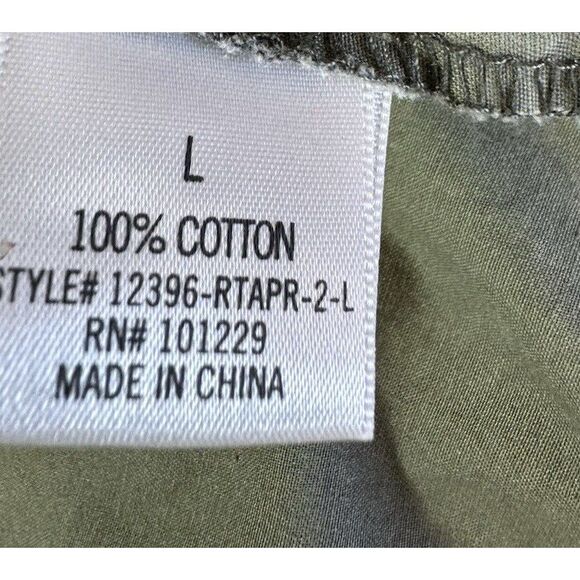 L
100% COTTON
STYLE# 12396-RTAPR-2-L
RN# 101229
MADE IN CHINA